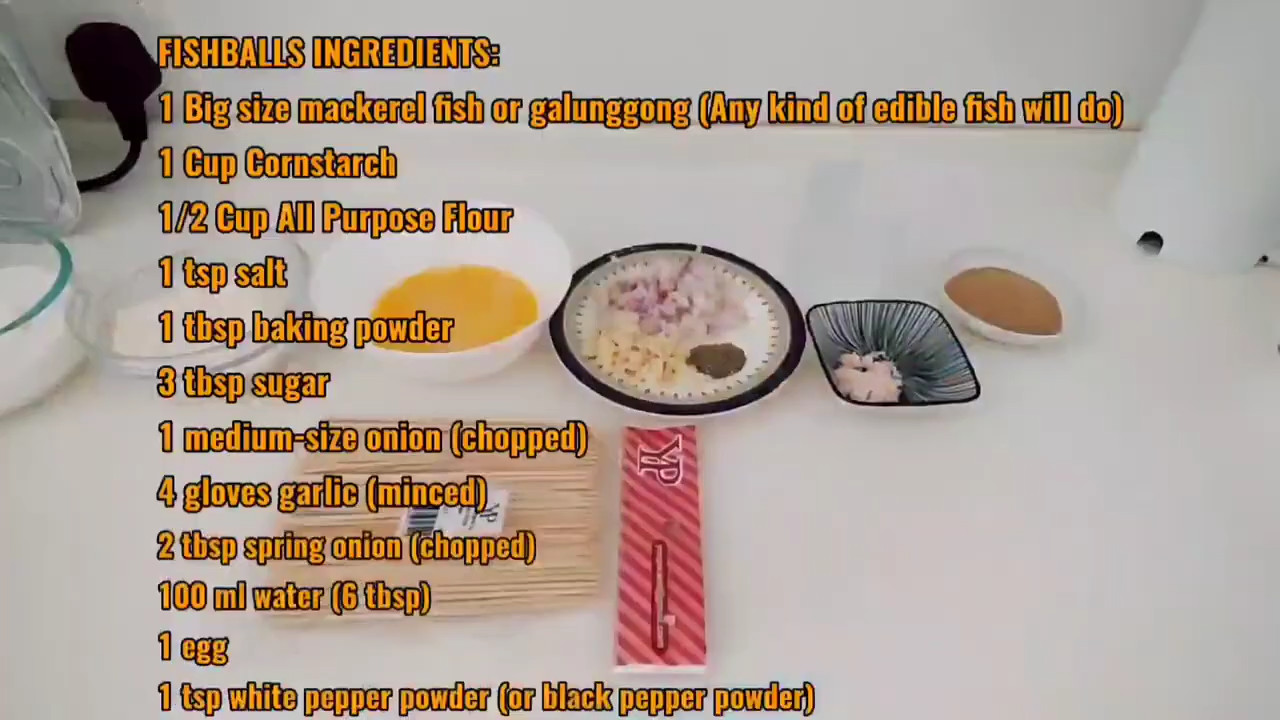 FISHBALLS INGREDIENTS:
1 Big size mackerel fish or galunggong (Any kind of edible fish will do)
1 Cup Cornstarch
1/2 Cup All Purpose Flour
1 tsp salt
1 tbsp baking powder
3 tbsp sugar
1 medium-size onion (chopped)
4 gloves garlic (minced)
2 tbsp spring onion (chopped)
100 ml water (6 tbsp)
1 egg
1 tsp white pepper powder (or black pepper powder)
YP
YP